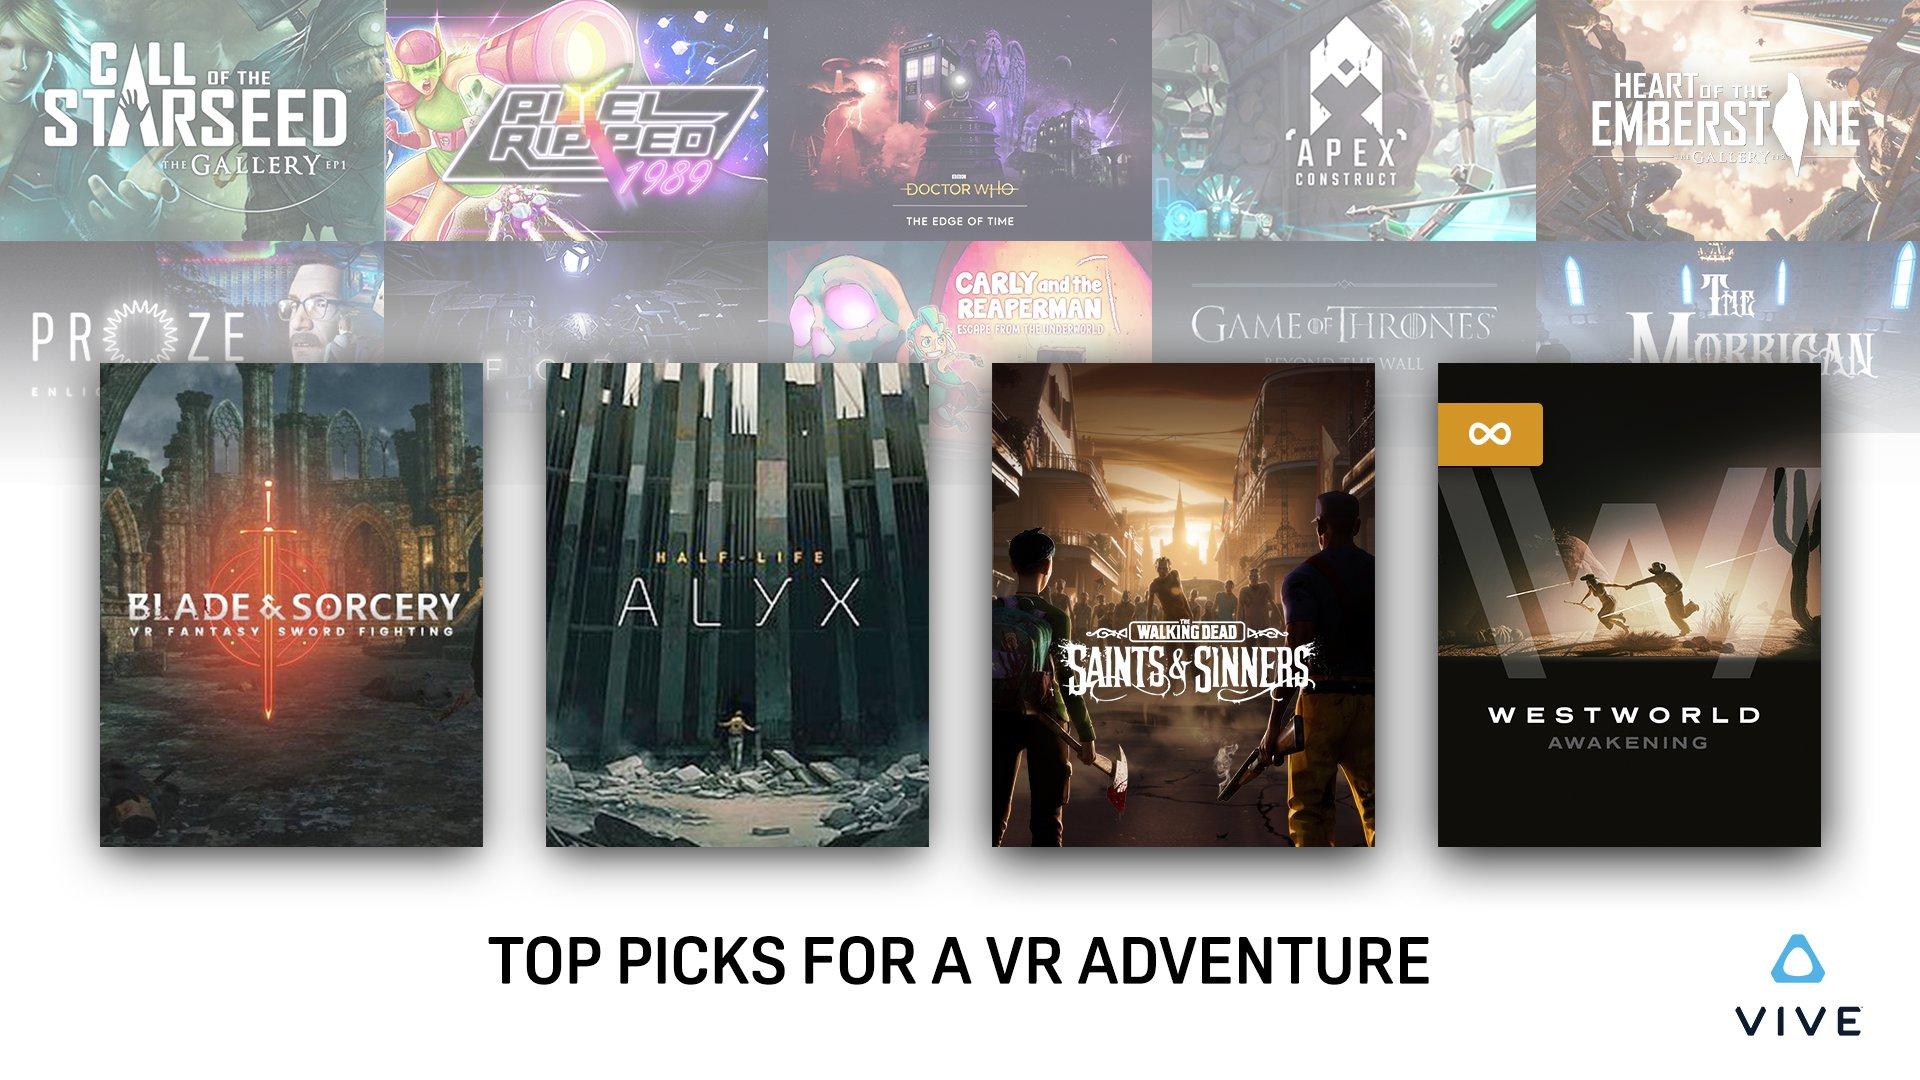 CALL OF THE
STARSEED
THE GALLERY EP1
PIXEL
RIPPED
1989
BBC
DOCTOR WHO
THE EDGE OF TIME
APEX
CONSTRUCT
HEART OF THE
EMBERSTONE
THE GALLERY EP2
PROZE
ENLIG
CARLY and the
REAPERMAN
ESCAPE FROM THE UNDERWORLD
GAME OF THRONES
BEYOND THE WALL
THE
MORRIGAN
BLADE & SORCERY
VR FANTASY SWORD FIGHTING
HALF-LIFE
ALYX
THE
WALKING DEAD
SAINTS & SINNERS
WESTWORLD
AWAKENING
TOP PICKS FOR A VR ADVENTURE
VIVE